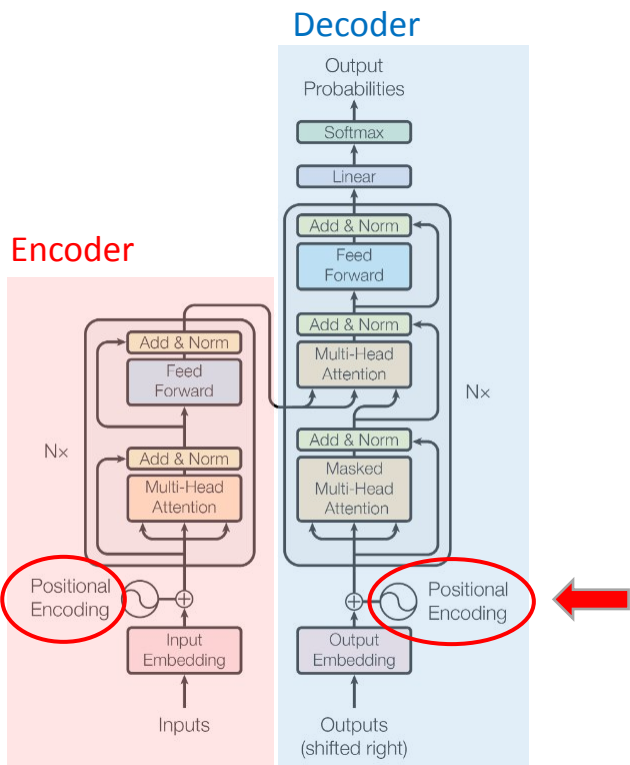 Decoder
Output
Probabilities
Softmax
Linear
Add & Norm
Feed
Forward
Add & Norm
Multi-Head
Attention
Nx
Add & Norm
Masked
Multi-Head
Attention
Positional
Encoding
Output
Embedding
Outputs
(shifted right)
Encoder
Add & Norm
Feed
Forward
Nx
Add & Norm
Multi-Head
Attention
Positional
Encoding
Input
Embedding
Inputs